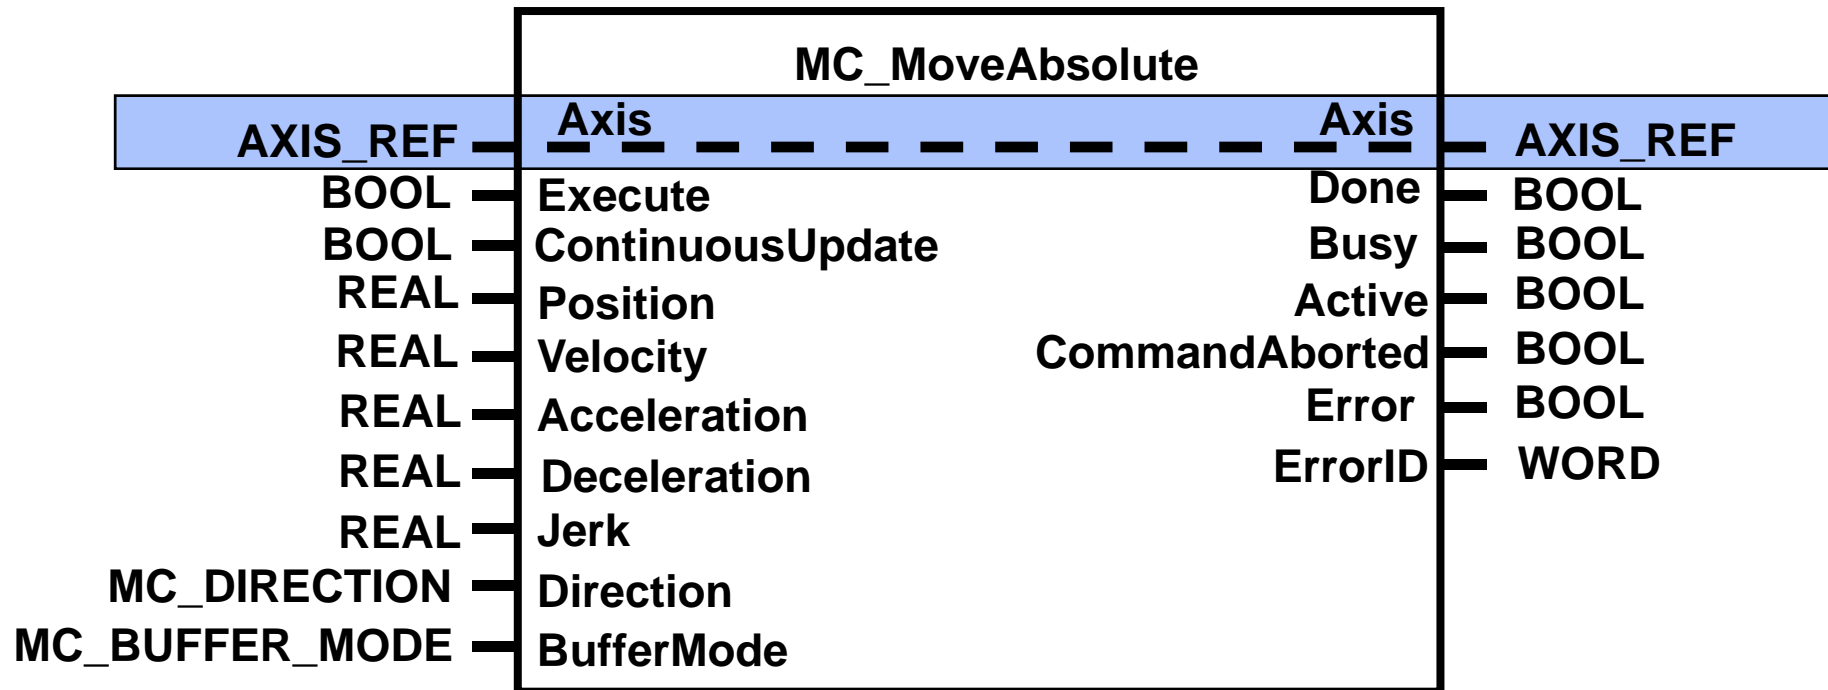 MC_MoveAbsolute
AXIS_REF Axis Axis AXIS_REF
BOOL Execute Done BOOL
BOOL ContinuousUpdate Busy BOOL
REAL Position Active BOOL
REAL Velocity CommandAborted BOOL
REAL Acceleration Error BOOL
REAL Deceleration ErrorID WORD
REAL Jerk
MC_DIRECTION Direction
MC_BUFFER_MODE BufferMode